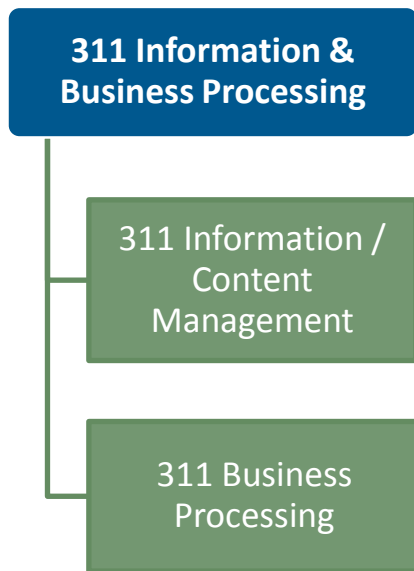 311 Information &
Business Processing
311 Information /
Content
Management
311 Business
Processing